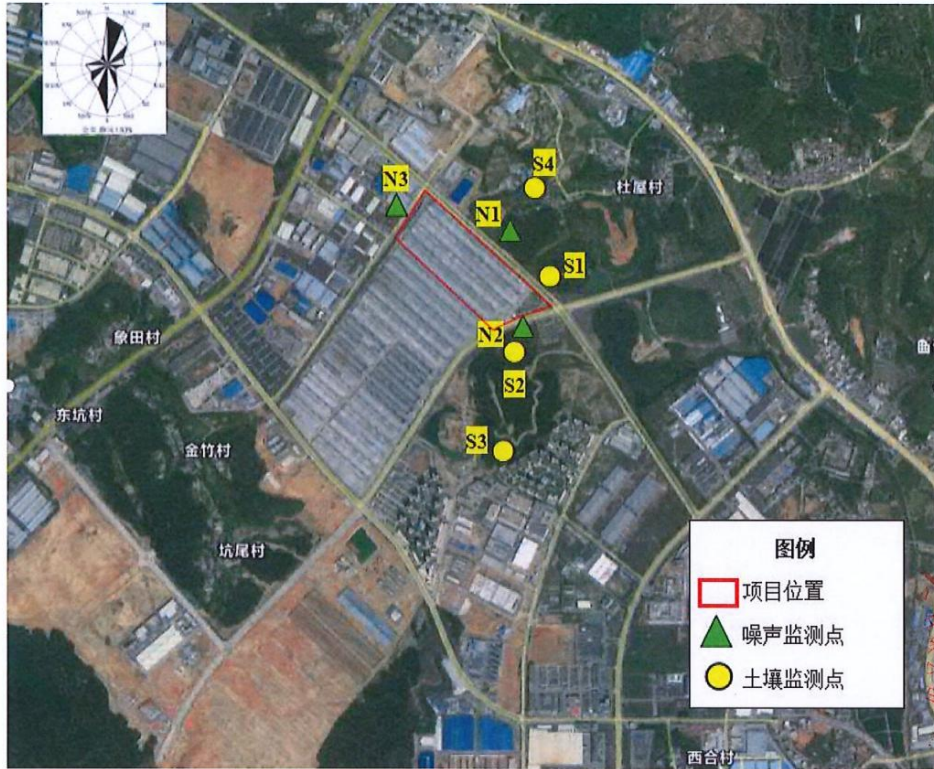 S4
杜屋村
N3
N1
S1
象田村
N2
S2
东坑村
金竹村
S3
坑尾村
图例
项目位置
噪声监测点
土壤监测点
西合村